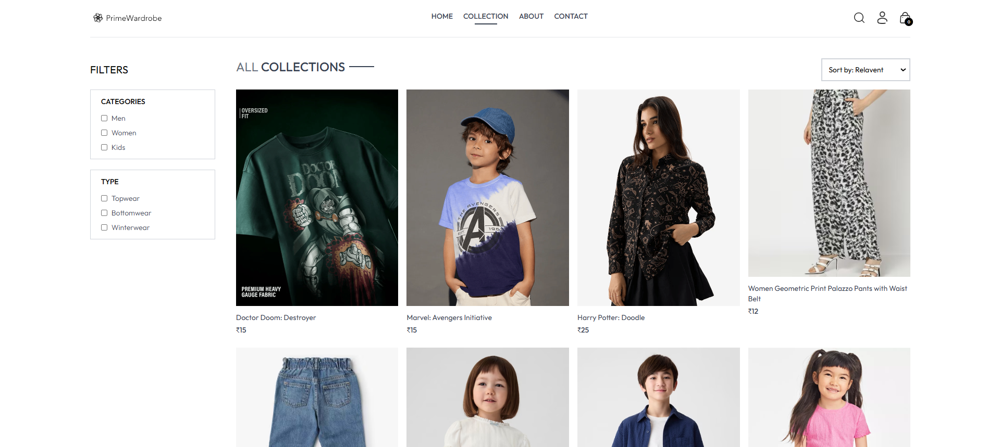 PrimeWardrobe
HOME COLLECTION ABOUT CONTACT
0
FILTERS
CATEGORIES
Men
Women
Kids
TYPE
Topwear
Bottomwear
Winterwear
ALL COLLECTIONS
Sort by: Relavent
OVERSIZED
FIT
DOCTOR
DOOM
PREMIUM HEAVY
GAUGE FABRIC
Doctor Doom: Destroyer
₹15
THE AVENGERS
EST. 1963
A
Marvel: Avengers Initiative
₹15
Harry Potter: Doodle
₹25
Women Geometric Print Palazzo Pants with Waist
Belt
₹12